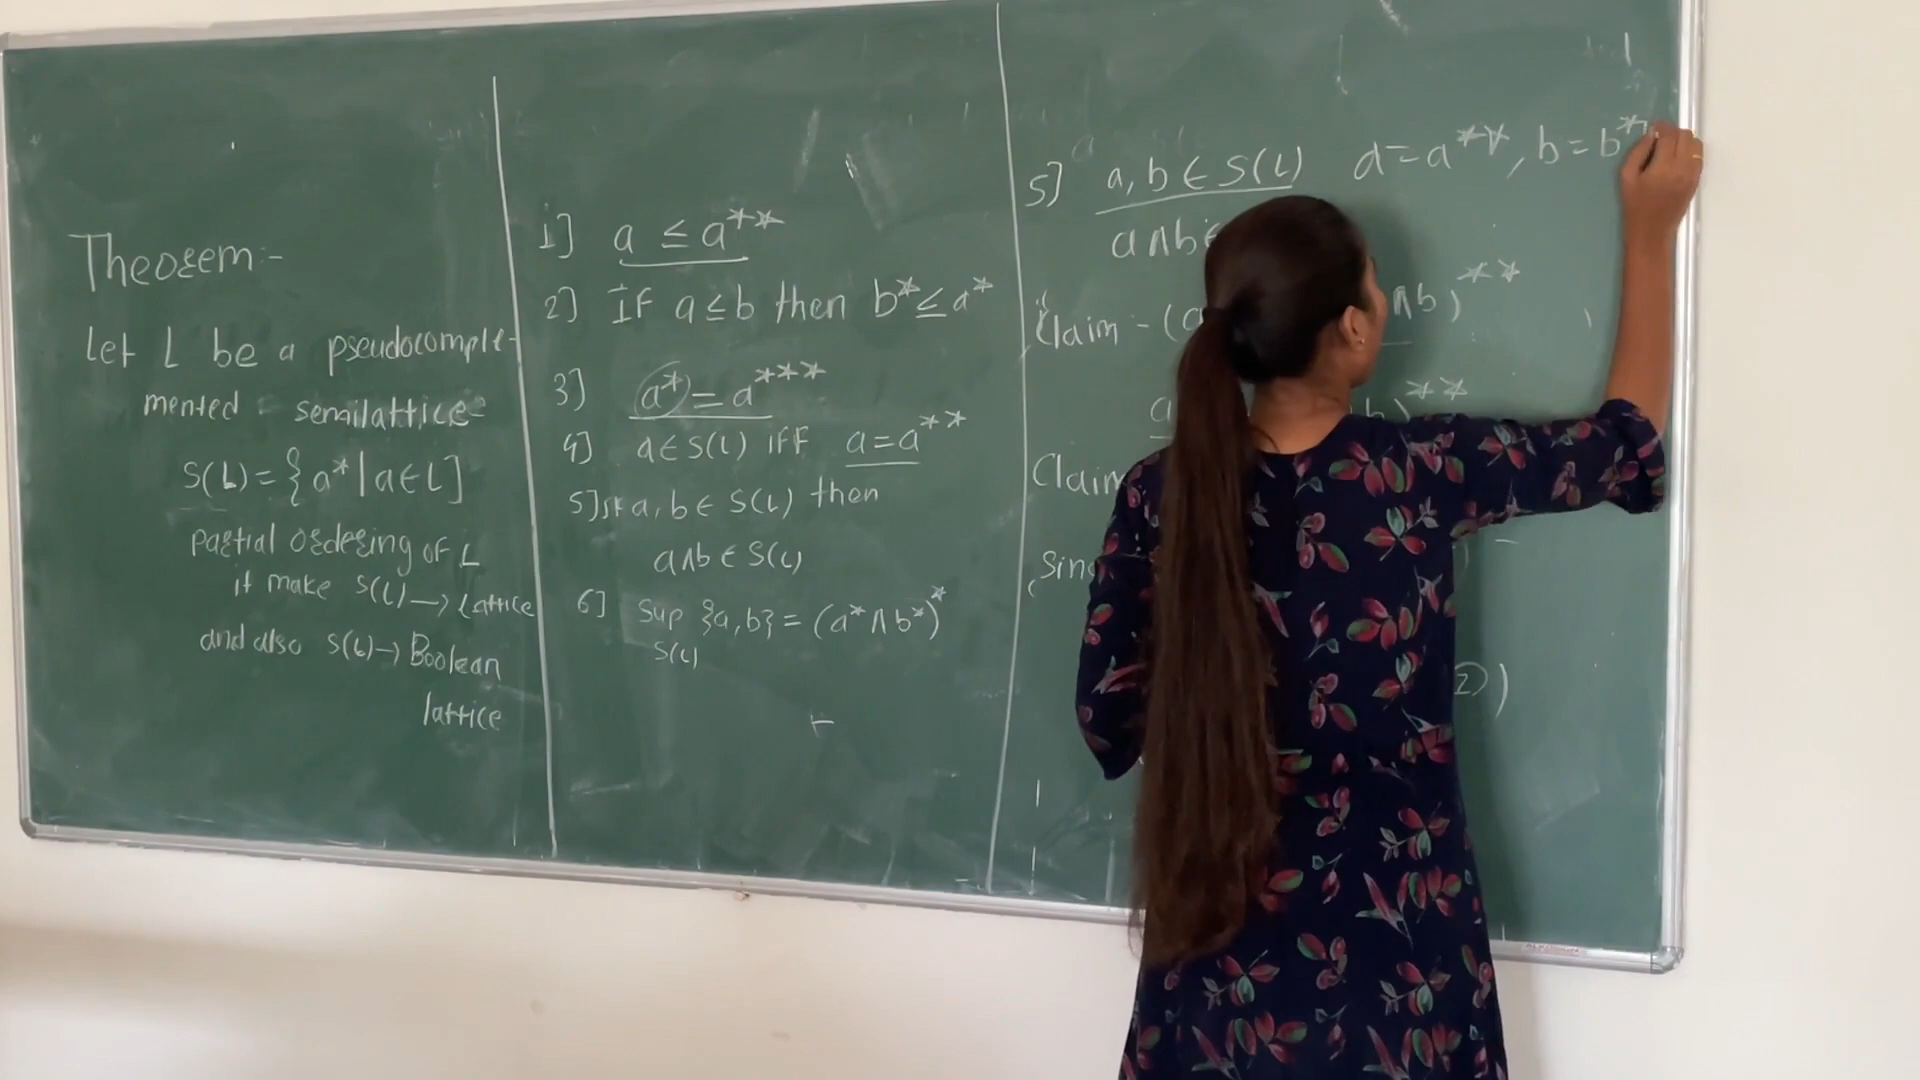 Theorem:-
Let L be a pseudocomple-
mented semilattice
S(L)={a*|a∈L]
partial ordering of L
it make S(L)→Lattice
and also S(L)→Boolean
lattice
1] a ≤ a**
2] IF a≤b then b*≤a*
3] a*=a***
4] a∈S(L) IFF a=a**
5] If a,b∈ S(L) then
a∧b ∈ S(L)
6] Sup {a,b} = (a*∧b*)*
S(L)
5] a,b ∈ S(L) a=a**, b=b*
a∧b∈
Claim - (a ∧b)**
a b)**
Claim
2)